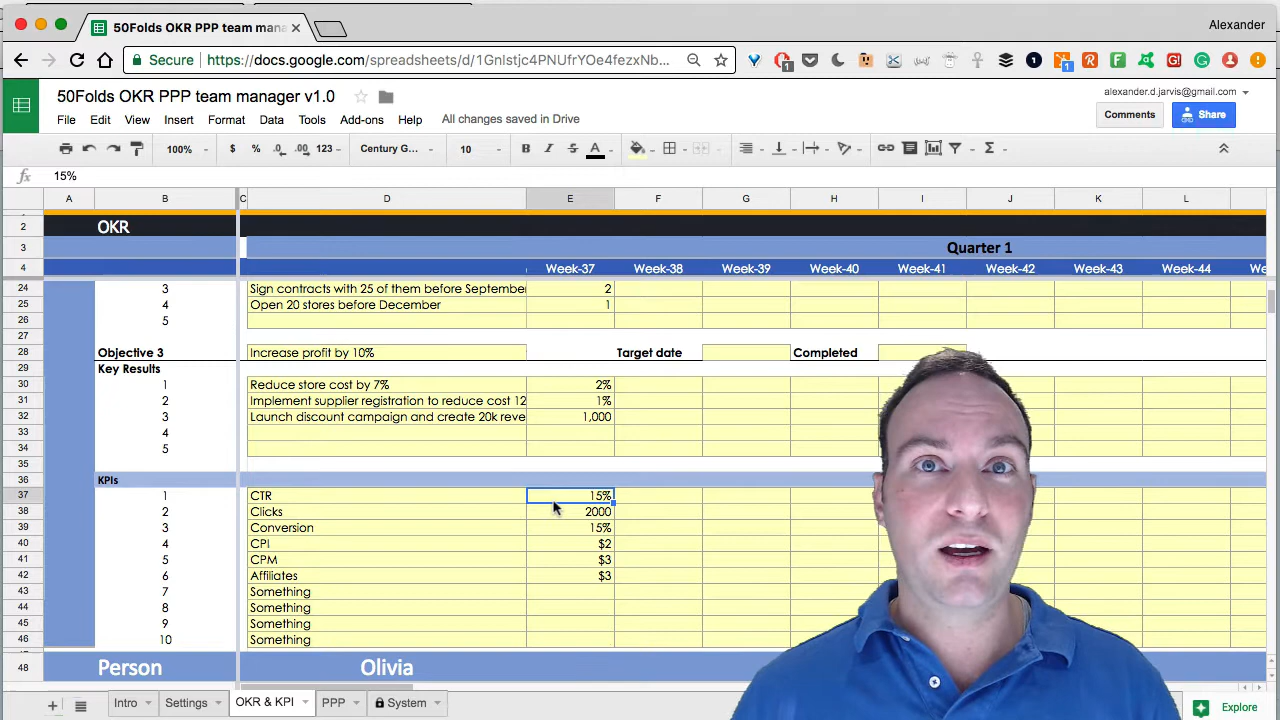 50Folds OKR PPP team mana
Alexander
Secure https://docs.google.com/spreadsheets/d/1GnIstjc4PNUfrYOe4fezxNb...
50Folds OKR PPP team manager v1.0
alexander.d.jarvis@gmail.com
File Edit View Insert Format Data Tools Add-ons Help All changes saved in Drive
Comments Share
100% $ % .0 .00 123 Century G... 10 B I S A
fx 15%
A B C D E F G H I J K L
2 OKR
3 Quarter 1
4 Week-37 Week-38 Week-39 Week-40 Week-41 Week-42 Week-43 Week-44 We
24 3 Sign contracts with 25 of them before September 2
25 4 Open 20 stores before December 1
26 5
27
28 Objective 3 Increase profit by 10% Target date Completed
29 Key Results
30 1 Reduce store cost by 7% 2%
31 2 Implement supplier registration to reduce cost 12 1%
32 3 Launch discount campaign and create 20k reve 1,000
33 4
34 5
35
36 KPIs
37 1 CTR 15%
38 2 Clicks 2000
39 3 Conversion 15%
40 4 CPI $2
41 5 CPM $3
42 6 Affiliates $3
43 7 Something
44 8 Something
45 9 Something
46 10 Something
48 Person Olivia
Intro Settings OKR & KPI PPP System
Explore